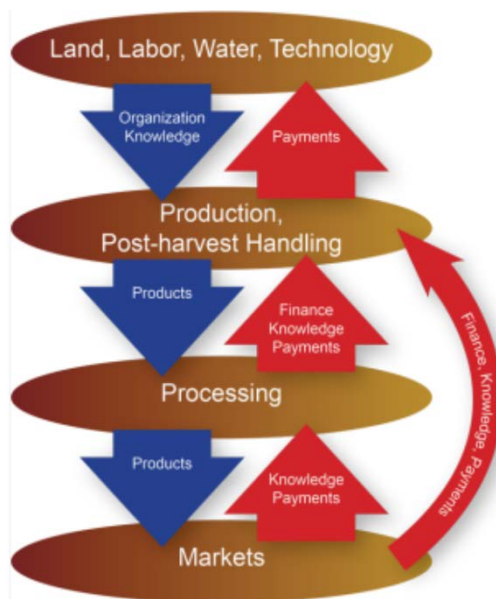 Land, Labor, Water, Technology
Organization
Knowledge
Payments
Production,
Post-harvest Handling
Products
Finance
Knowledge
Payments
Finance, Knowledge, Payments
Processing
Products
Knowledge
Payments
Markets